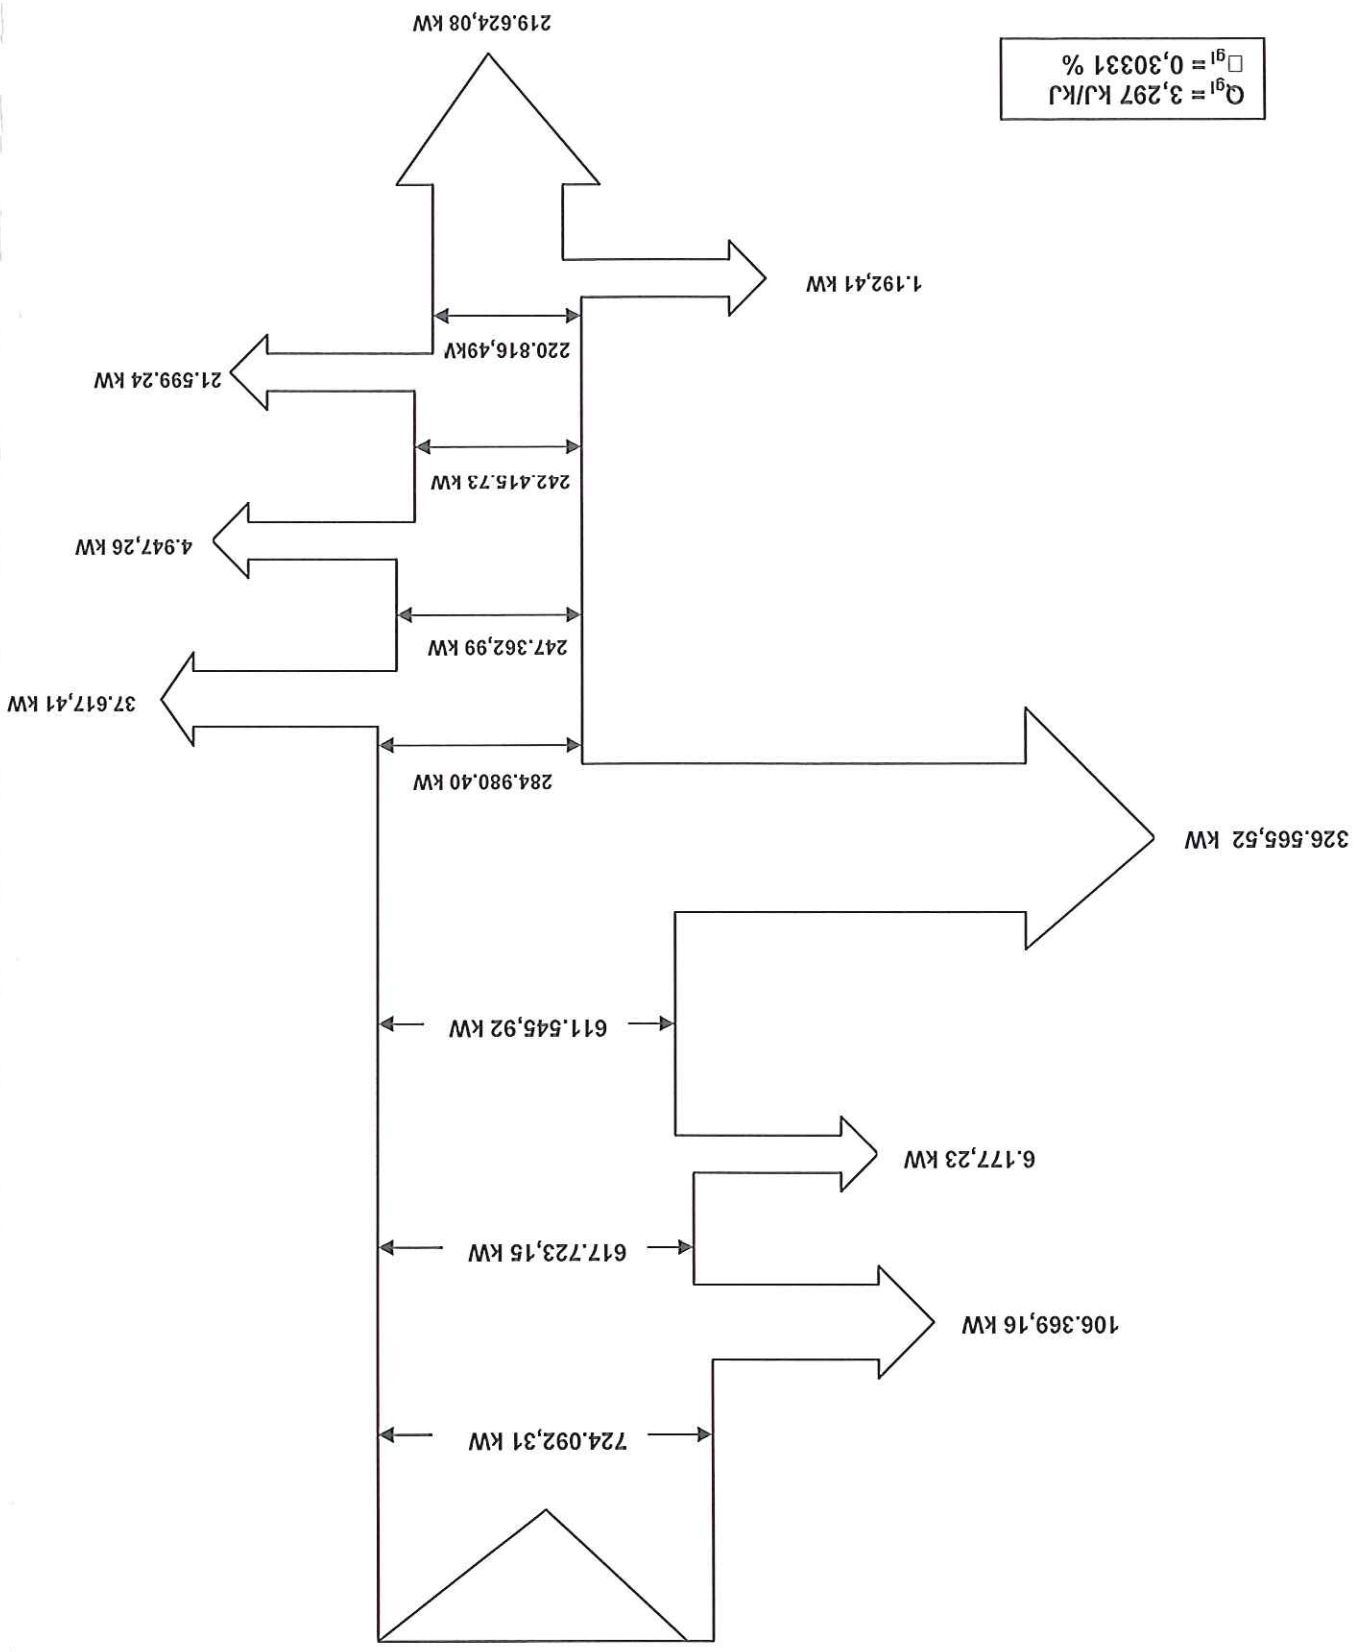 724.092,31 kW
106.369,16 kW
617.723,15 kW
6.177,23 kW
611.545,92 kW
326.565,52 kW
284.980.40 kW
37.617,41 kW
247.362,99 kW
4.947,26 kW
242.415.73 kW
21.599.24 kW
220.816,49kV
1.192,41 kW
Qgl = 3,297 kJ/kJ
□gl = 0,30331 %
219.624,08 kW